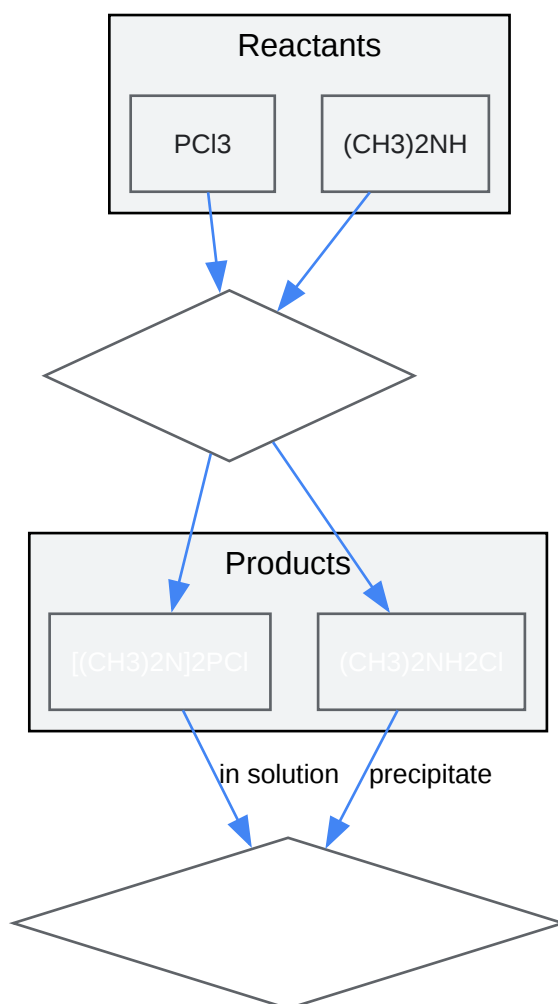 Reactants
PCl3
(CH3)2NH
Products
[(CH3)2N]2PCl
(CH3)2NH2Cl
in solution
precipitate